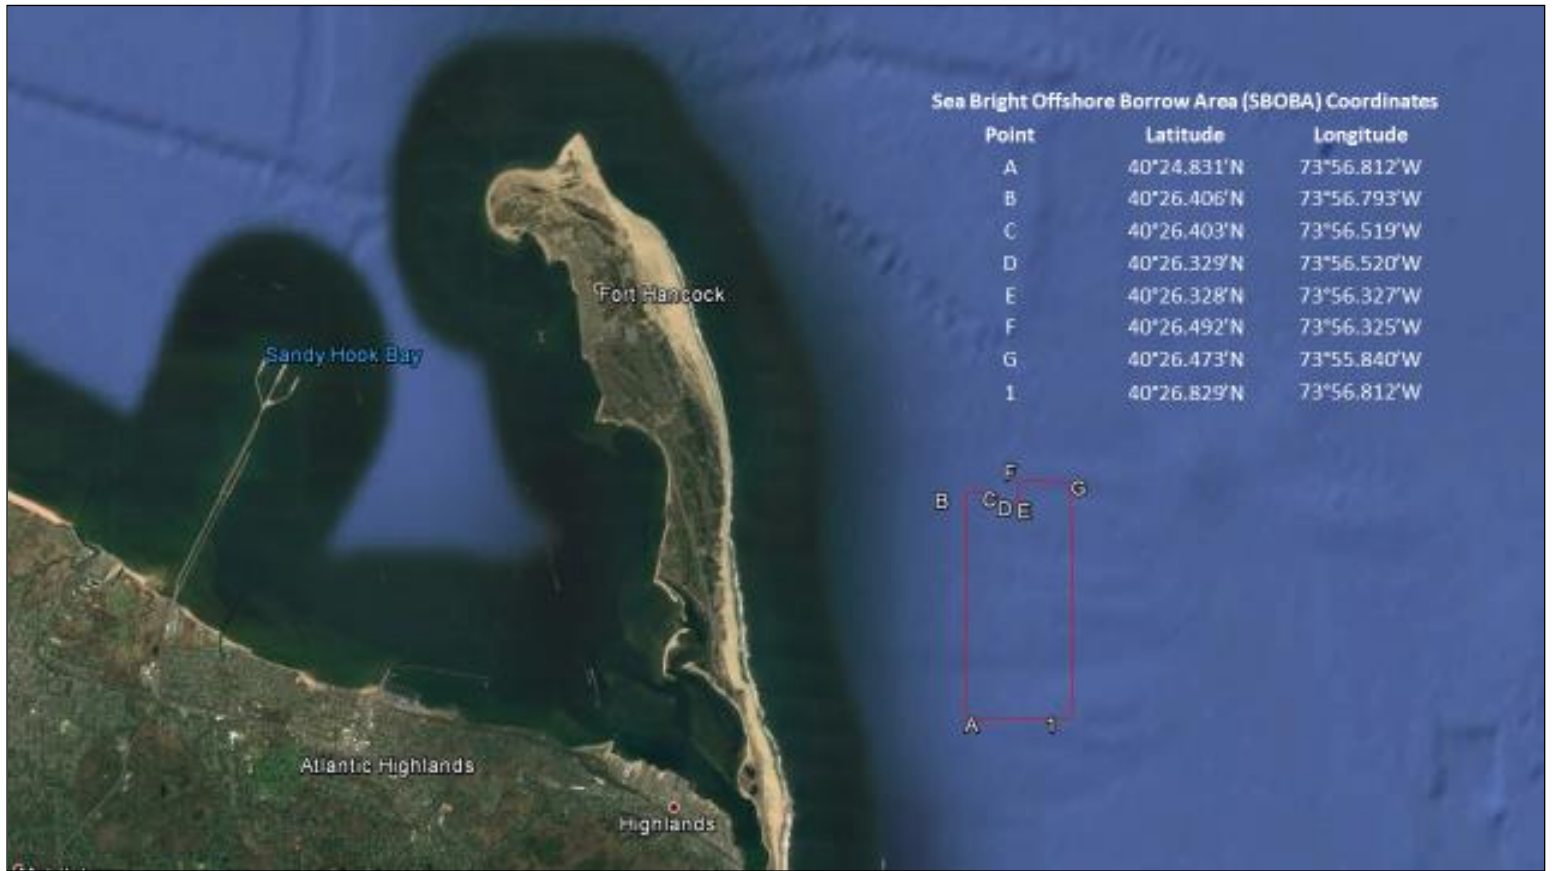 Sea Bright Offshore Borrow Area (SBOBA) Coordinates
Point Latitude Longitude
A 40°24.831'N 73°56.812'W
B 40°26.406'N 73°56.793'W
C 40°26.403'N 73°56.519'W
D 40°26.329'N 73°56.520'W
E 40°26.328'N 73°56.327'W
F 40°26.492'N 73°56.325'W
G 40°26.473'N 73°55.840'W
1 40°26.829'N 73°56.812'W
Fort Hancock
Sandy Hook Bay
F
G
B
C
D
E
A
1
Atlantic Highlands
Highlands